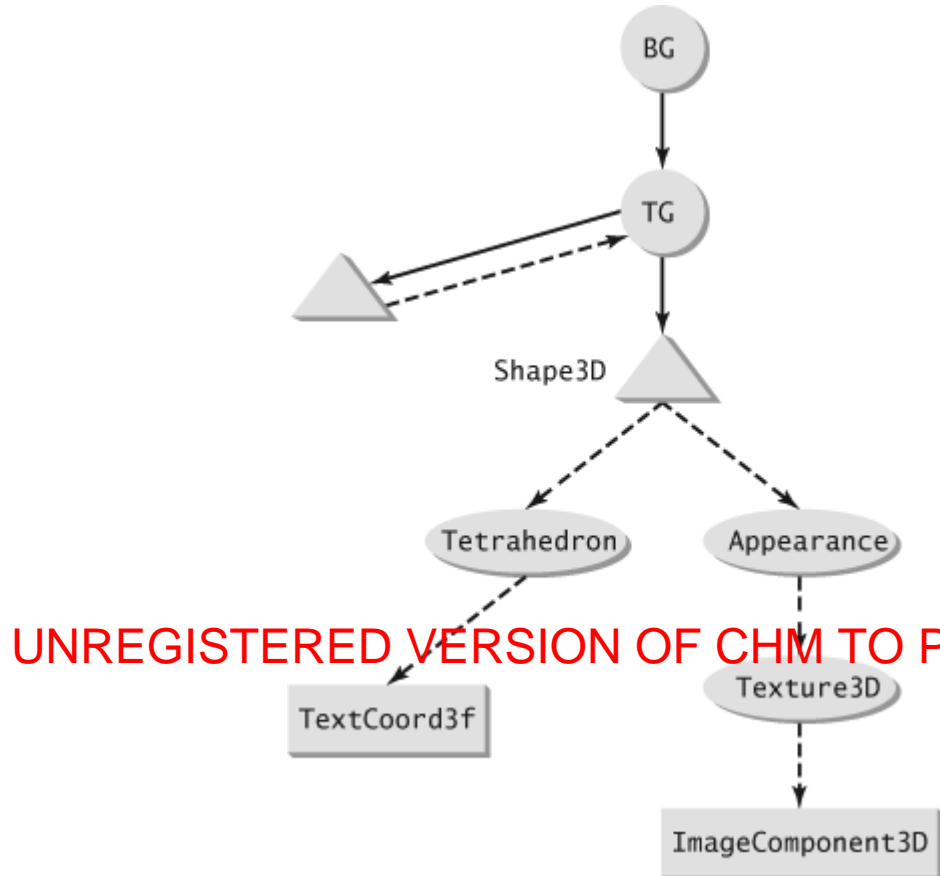 BG
TG
Shape3D
Tetrahedron
Appearance
UNREGISTERED VERSION OF CHM TO P
Texture3D
TextCoord3f
ImageComponent3D